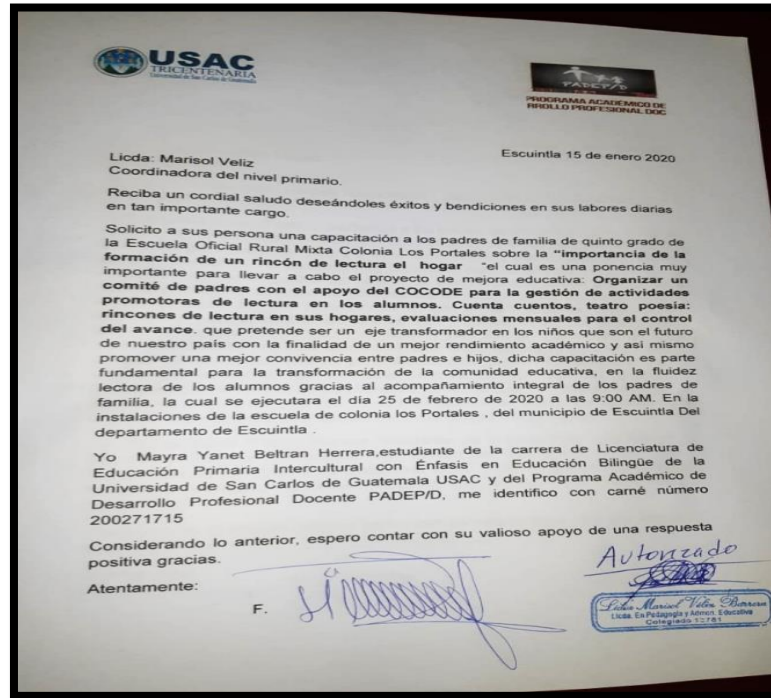 USAC
TRICENTENARIA
Universidad de San Carlos de Guatemala
PADEP/D
PROGRAMA ACADÉMICO DE
RROLLO PROFESIONAL DOC
Escuintla 15 de enero 2020
Licda: Marisol Veliz
Coordinadora del nivel primario.
Reciba un cordial saludo deseándoles éxitos y bendiciones en sus labores diarias
en tan importante cargo.
Solicito a sus persona una capacitación a los padres de familia de quinto grado de
la Escuela Oficial Rural Mixta Colonia Los Portales sobre la "importancia de la
formación de un rincón de lectura el hogar "el cual es una ponencia muy
importante para llevar a cabo el proyecto de mejora educativa: Organizar un
comité de padres con el apoyo del COCODE para la gestión de actividades
promotoras de lectura en los alumnos. Cuenta cuentos, teatro poesía:
rincones de lectura en sus hogares, evaluaciones mensuales para el control
del avance. que pretende ser un eje transformador en los niños que son el futuro
de nuestro país con la finalidad de un mejor rendimiento académico y así mismo
promover una mejor convivencia entre padres e hijos, dicha capacitación es parte
fundamental para la transformación de la comunidad educativa, en la fluidez
lectora de los alumnos gracias al acompañamiento integral de los padres de
familia, la cual se ejecutara el día 25 de febrero de 2020 a las 9:00 AM. En la
instalaciones de la escuela de colonia los Portales , del municipio de Escuintla Del
departamento de Escuintla .
Yo Mayra Yanet Beltran Herrera,estudiante de la carrera de Licenciatura de
Educación Primaria Intercultural con Énfasis en Educación Bilingüe de la
Universidad de San Carlos de Guatemala USAC y del Programa Académico de
Desarrollo Profesional Docente PADEP/D, me identifico con carné número
200271715
Considerando lo anterior, espero contar con su valioso apoyo de una respuesta
positiva gracias.
Atentamente:
F.
Autorizado
Marisol Véliz Barrera
Licda. En Pedagogía y Admon. Educativa
Colegiado 12781